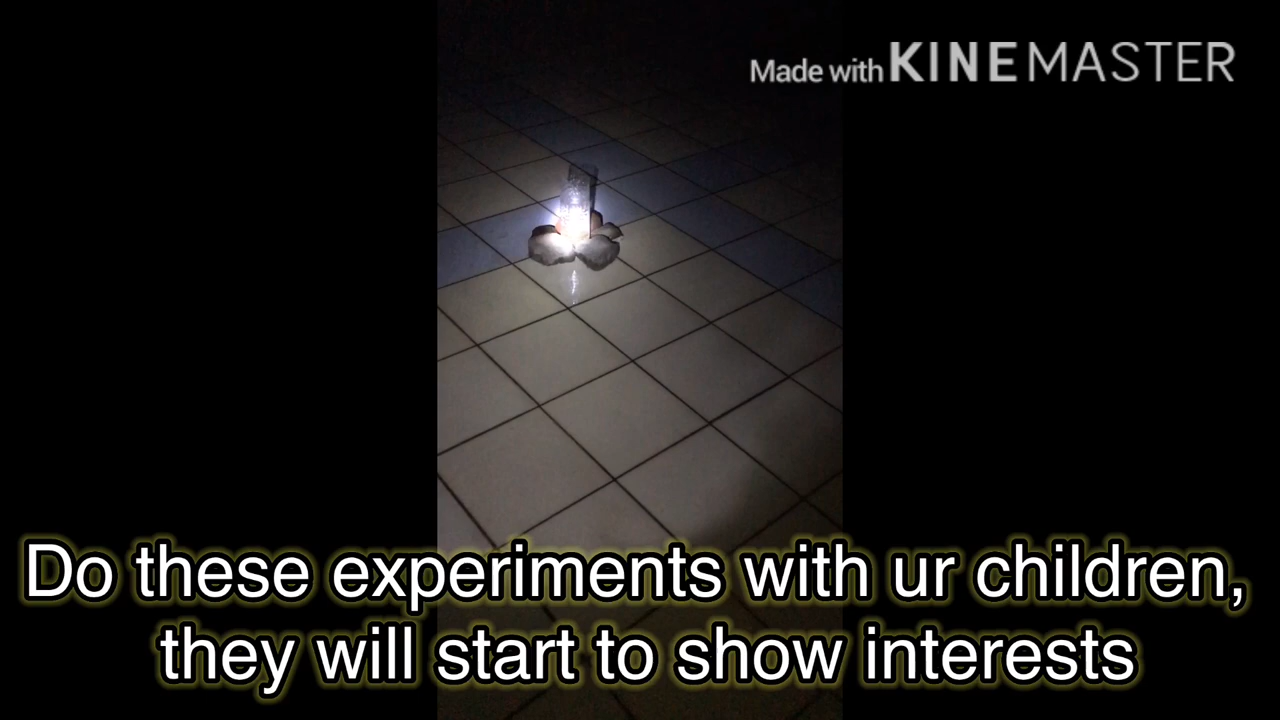 Made with KINEMASTER
Do these experiments with ur children,
they will start to show interests